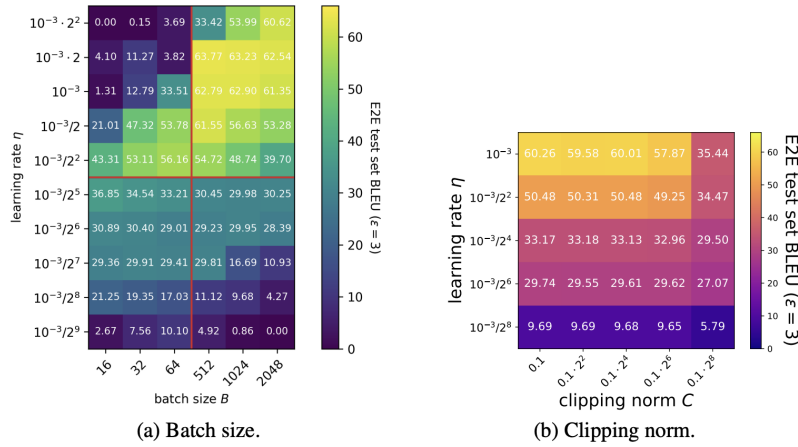 10⁻³ · 2² 0.00 0.15 3.69 33.42 53.99 60.62
10⁻³ · 2 4.10 11.27 3.82 63.77 63.23 62.54
10⁻³ 1.31 12.79 33.51 62.79 62.90 61.35
10⁻³/2 21.01 47.32 53.78 61.55 56.63 53.28
10⁻³/2² 43.31 53.11 56.16 54.72 48.74 39.70
10⁻³/2⁵ 36.85 34.54 33.21 30.45 29.98 30.25
10⁻³/2⁶ 30.89 30.40 29.01 29.23 29.95 28.39
10⁻³/2⁷ 29.36 29.91 29.41 29.81 16.69 10.93
10⁻³/2⁸ 21.25 19.35 17.03 11.12 9.68 4.27
10⁻³/2⁹ 2.67 7.56 10.10 4.92 0.86 0.00
16 32 64 512 1024 2048
batch size B
learning rate η
60
50
40
30
20
10
0
E2E test set BLEU (ε = 3)
(a) Batch size.
10⁻³ 60.26 59.58 60.01 57.87 35.44
10⁻³/2² 50.48 50.31 50.48 49.25 34.47
10⁻³/2⁴ 33.17 33.18 33.13 32.96 29.50
10⁻³/2⁶ 29.74 29.55 29.61 29.62 27.07
10⁻³/2⁸ 9.69 9.69 9.68 9.65 5.79
0.1 0.1 · 2² 0.1 · 2⁴ 0.1 · 2⁶ 0.1 · 2⁸
clipping norm C
learning rate η
60
50
40
30
20
10
0
E2E test set BLEU (ε = 3)
(b) Clipping norm.